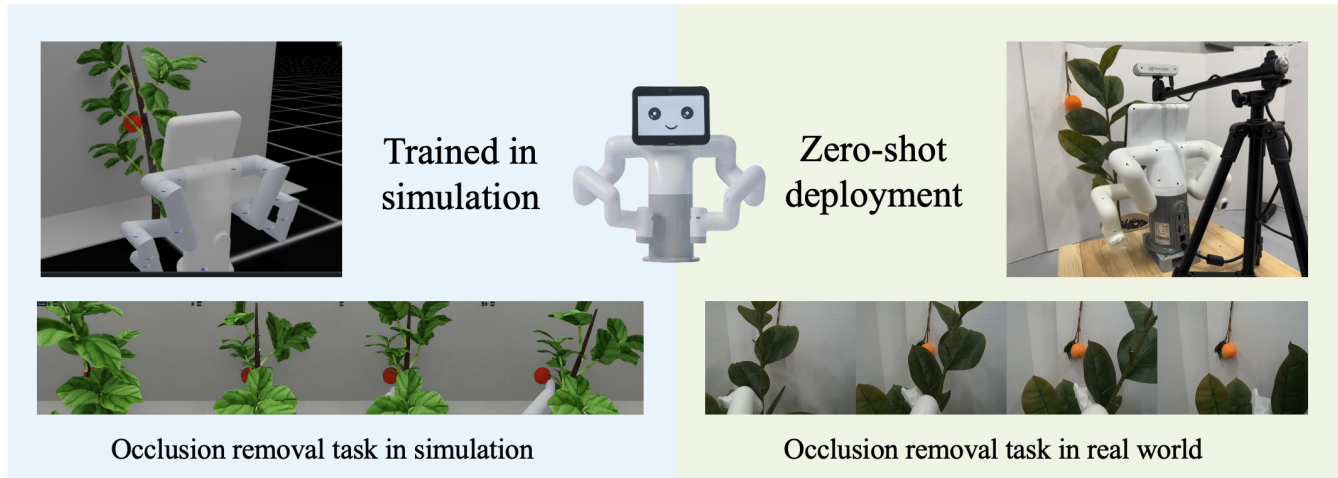 Trained in
simulation
Zero-shot
deployment
Occlusion removal task in simulation
Occlusion removal task in real world